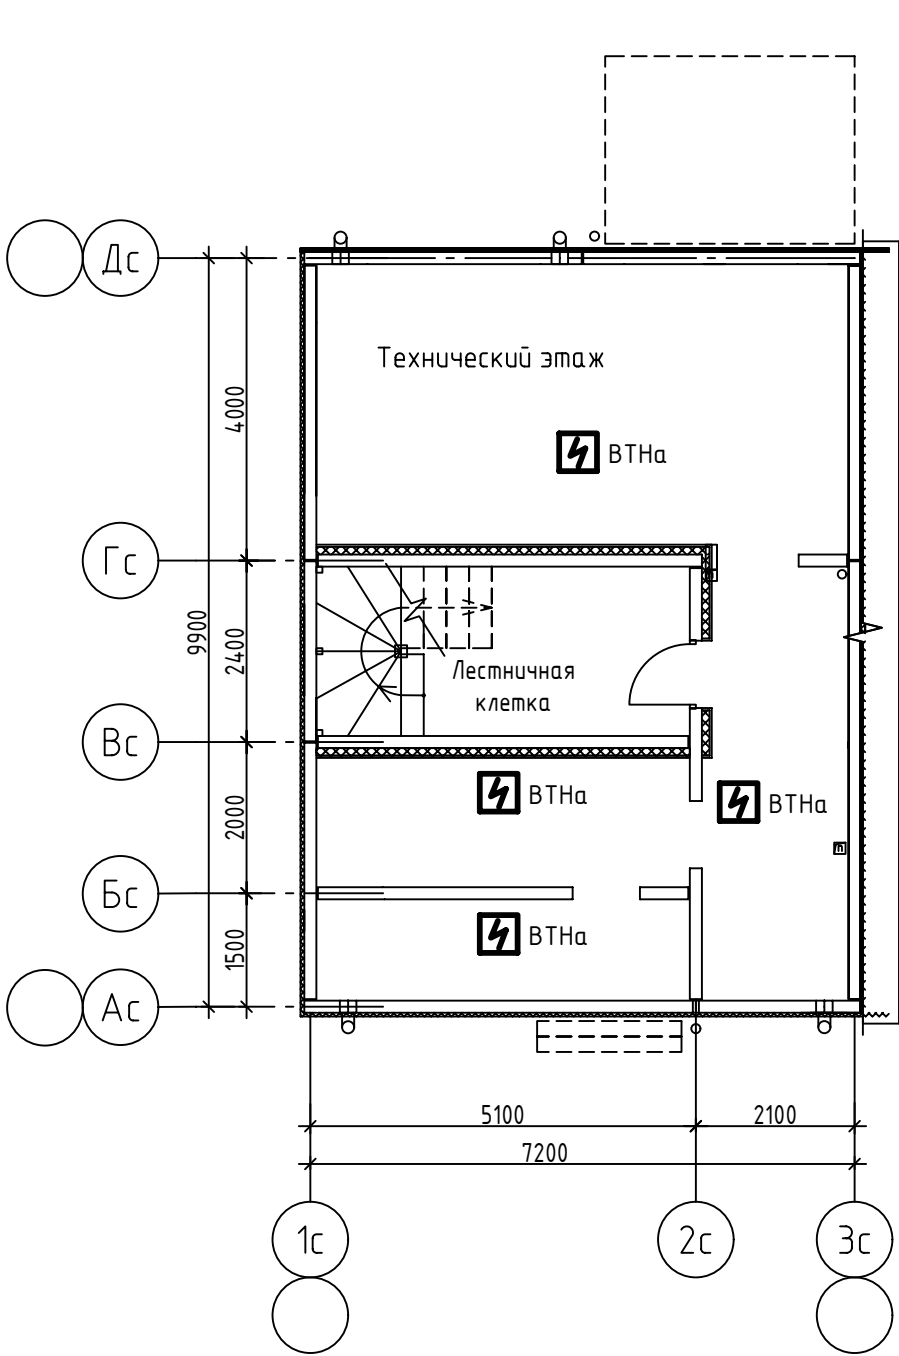 Дс
Технический этаж
4000
ВТНа
Гс
9900
2400
Лестничная
клетка
Вс
ВТНа
ВТНа
2000
Бс
1500
ВТНа
Ас
5100
2100
7200
1с
2с
3с